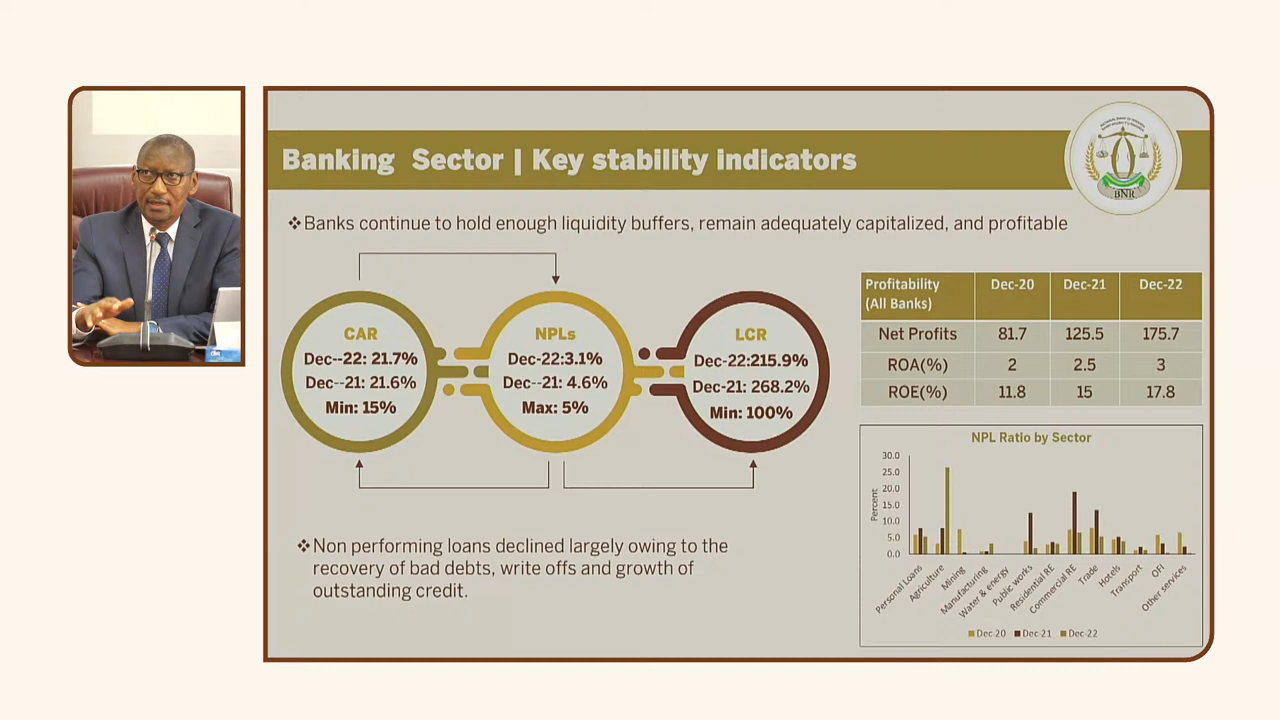 Banking Sector | Key stability indicators
BNR
❖Banks continue to hold enough liquidity buffers, remain adequately capitalized, and profitable
CAR
Dec--22: 21.7%
Dec--21: 21.6%
Min: 15%
NPLs
Dec-22:3.1%
Dec--21: 4.6%
Max: 5%
LCR
Dec-22:215.9%
Dec-21: 268.2%
Min: 100%
❖Non performing loans declined largely owing to the
recovery of bad debts, write offs and growth of
outstanding credit.
Profitability
(All Banks) Dec-20 Dec-21 Dec-22
Net Profits 81.7 125.5 175.7
ROA(%) 2 2.5 3
ROE(%) 11.8 15 17.8
NPL Ratio by Sector
Percent
30.0
25.0
20.0
15.0
10.0
5.0
0.0
Personal Loans
Agriculture
Mining
Manufacturing
Water & energy
Public works
Residential RE
Commercial RE
Trade
Hotels
Transport
OFI
Other services
Dec-20 Dec-21 Dec-22